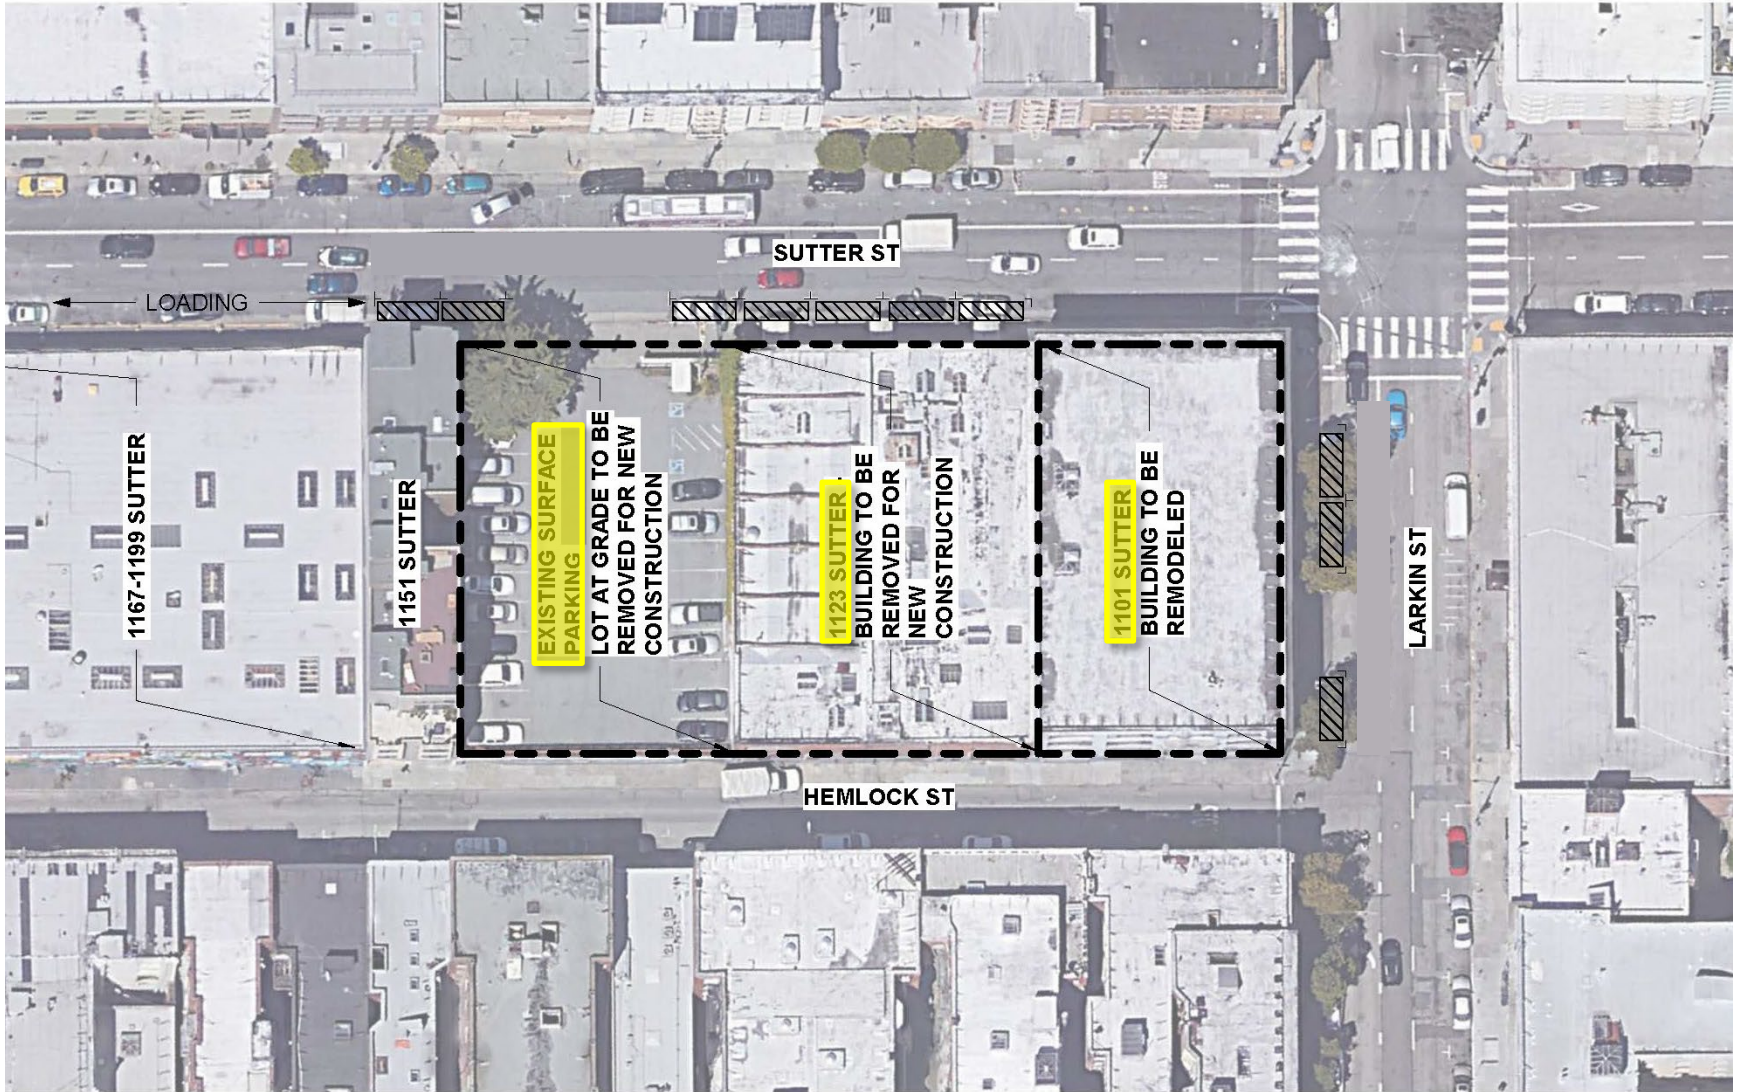 SUTTER ST
LOADING
1167-1199 SUTTER
1151 SUTTER
EXISTING SURFACE
PARKING
LOT AT GRADE TO BE
REMOVED FOR NEW
CONSTRUCTION
1123 SUTTER
BUILDING TO BE
REMOVED FOR
NEW
CONSTRUCTION
1101 SUTTER
BUILDING TO BE
REMODELED
LARKIN ST
HEMLOCK ST